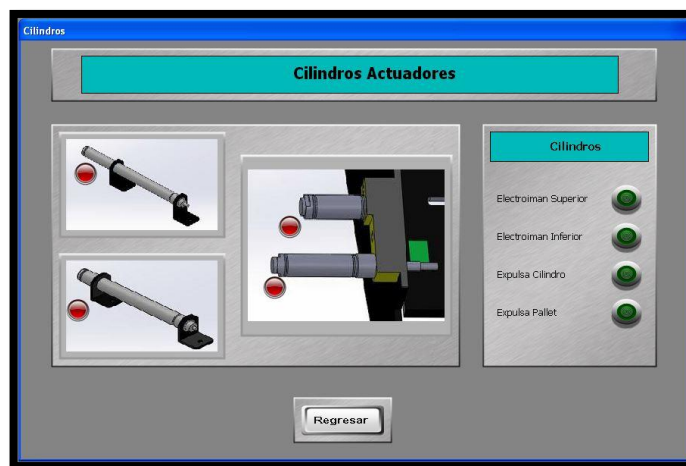 Cilindros
Cilindros Actuadores
Cilindros
Electroiman Superior
Electroiman Inferior
Expulsa Cilindro
Expulsa Pallet
Regresar